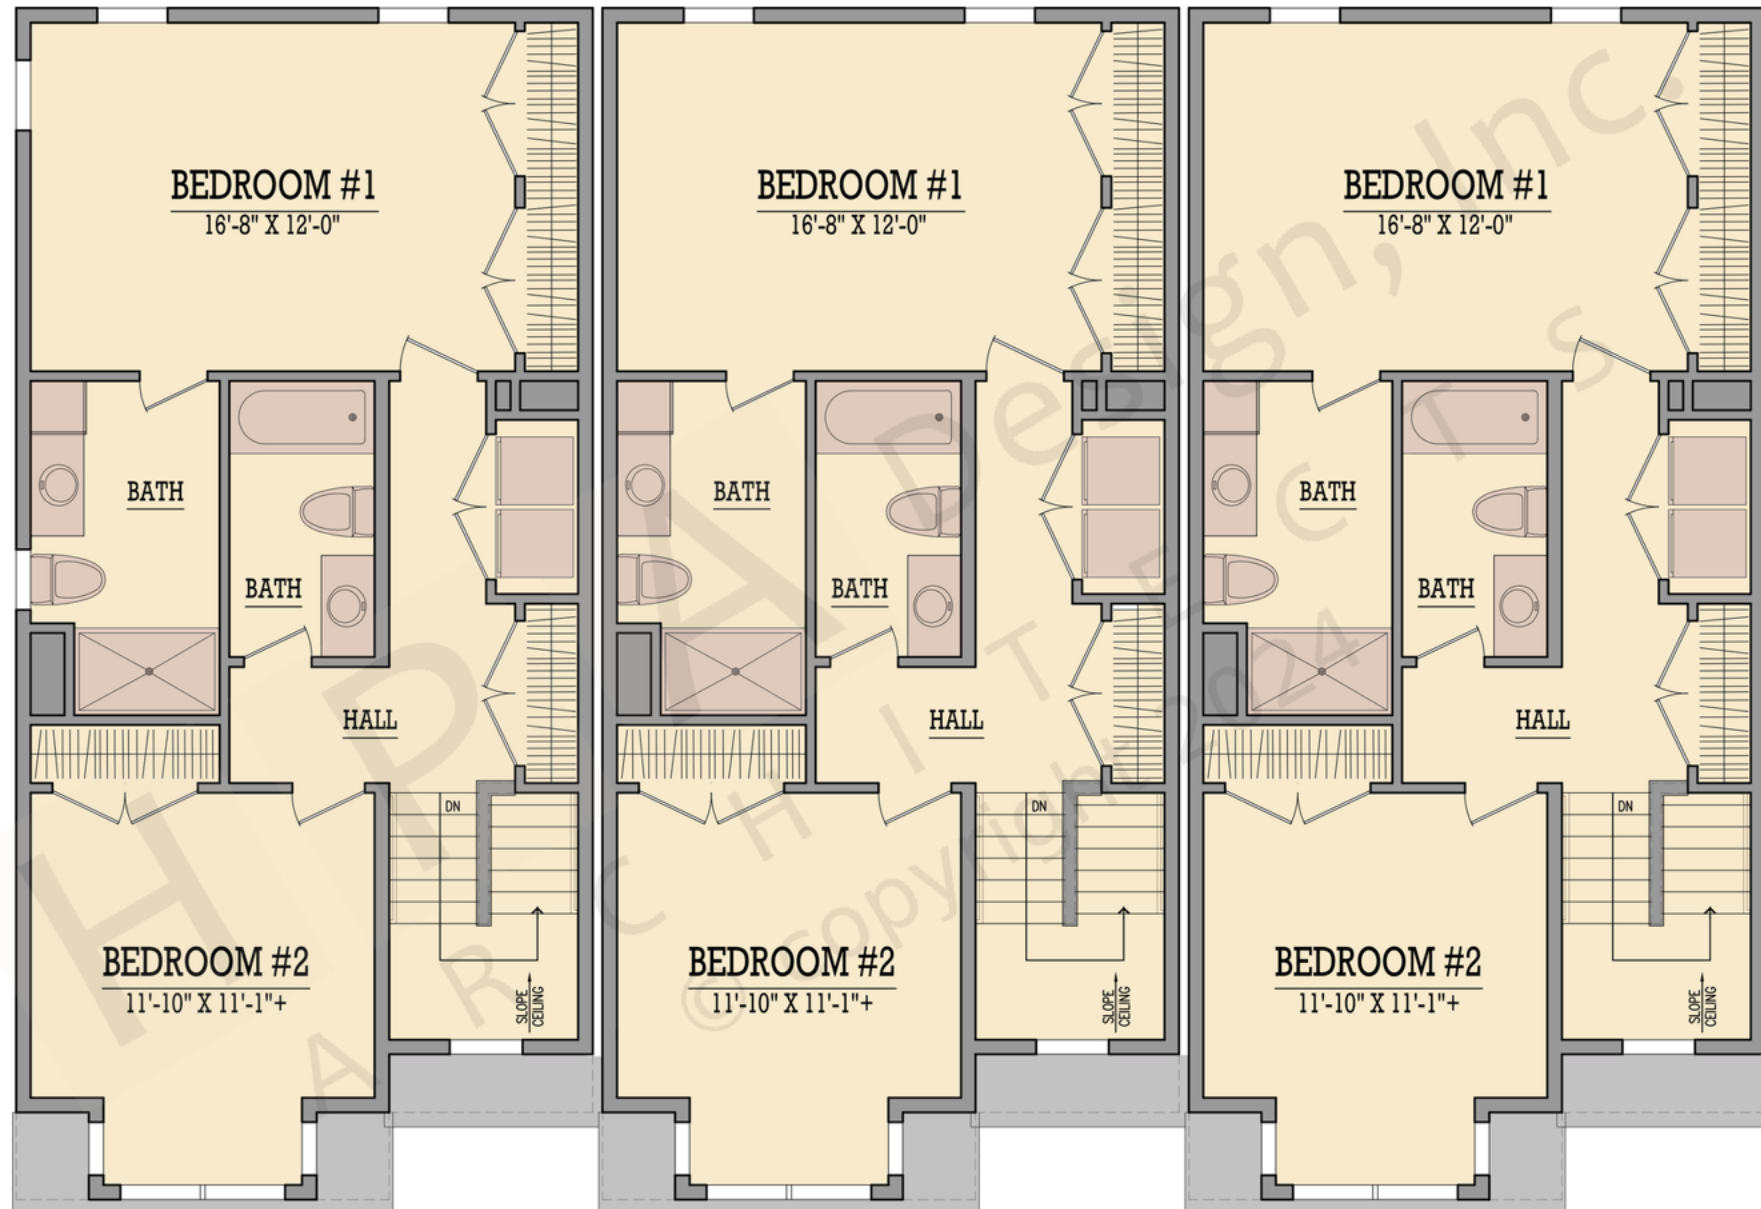 BEDROOM #1
16'-8" X 12'-0"
BATH
BATH
HALL
DN
BEDROOM #2
11'-10" X 11'-1"+
SLOPE
CEILING
BEDROOM #1
16'-8" X 12'-0"
BATH
BATH
HALL
DN
BEDROOM #2
11'-10" X 11'-1"+
SLOPE
CEILING
BEDROOM #1
16'-8" X 12'-0"
BATH
BATH
HALL
DN
BEDROOM #2
11'-10" X 11'-1"+
SLOPE
CEILING
HPA Design, Inc.
ARCHITECTS
© copyright 2024